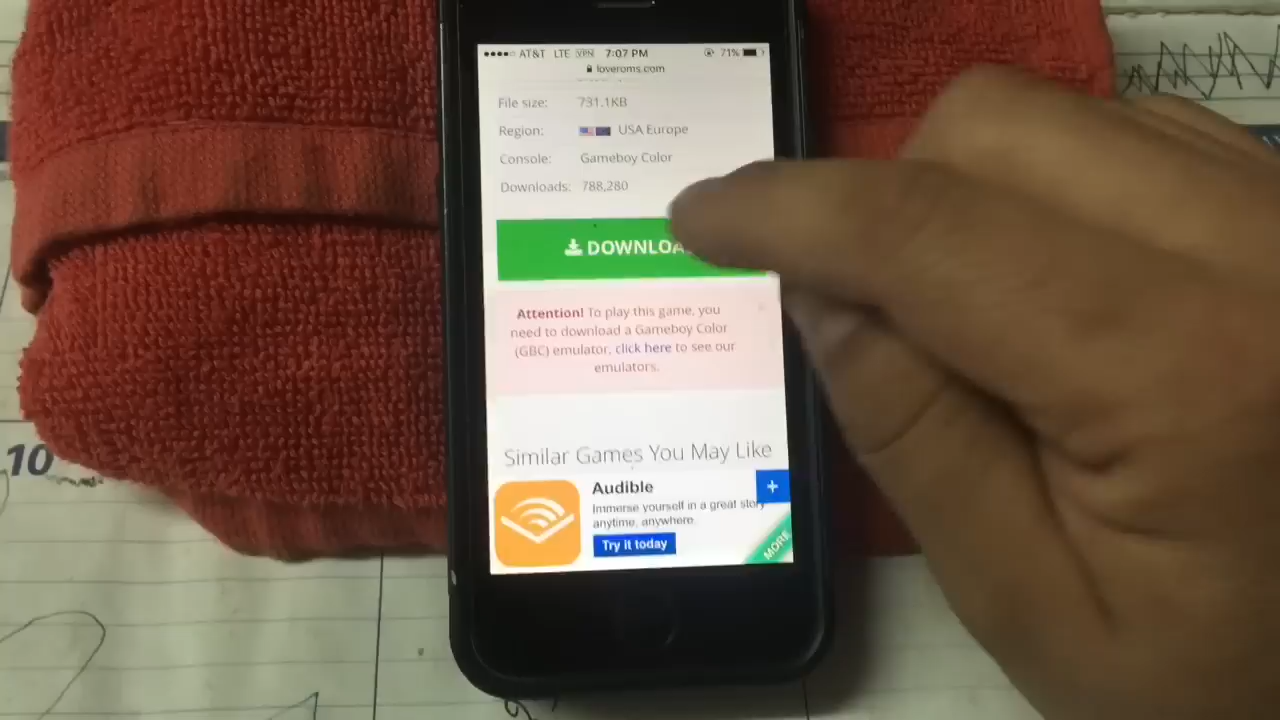 AT&T LTE VPN 7:07 PM 71%
loveroms.com
File size: 731.1KB
Region: USA Europe
Console: Gameboy Color
Downloads: 788,280
DOWNLOA
Attention! To play this game, you
need to download a Gameboy Color
(GBC) emulator, click here to see our
emulators.
Similar Games You May Like
Audible
Immerse yourself in a great story
anytime, anywhere.
Try it today
+
MORE
10